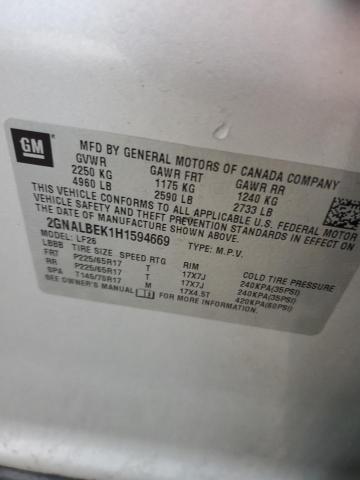 GM
MFD BY GENERAL MOTORS OF CANADA COMPANY
GVWR GAWR FRT GAWR RR
2250 KG 1175 KG 1240 KG
4960 LB 2590 LB 2733 LB
THIS VEHICLE CONFORMS TO ALL APPLICABLE U.S. FEDERAL MOTOR
VEHICLE SAFETY AND THEFT PREVENTION STANDARDS IN EFFECT ON
THE DATE OF MANUFACTURE SHOWN ABOVE.
2GNALBEK1H1594669 TYPE: M.P.V.
MODEL: LF26
LBBB TIRE SIZE SPEED RTG RIM COLD TIRE PRESSURE
FRT P225/65R17 T 17X7J 240KPA(35PSI)
RR P225/65R17 T 17X7J 240KPA(35PSI)
SPA T145/70R17 M 17X4.5T 420KPA(60PSI)
SEE OWNER'S MANUAL FOR MORE INFORMATION.